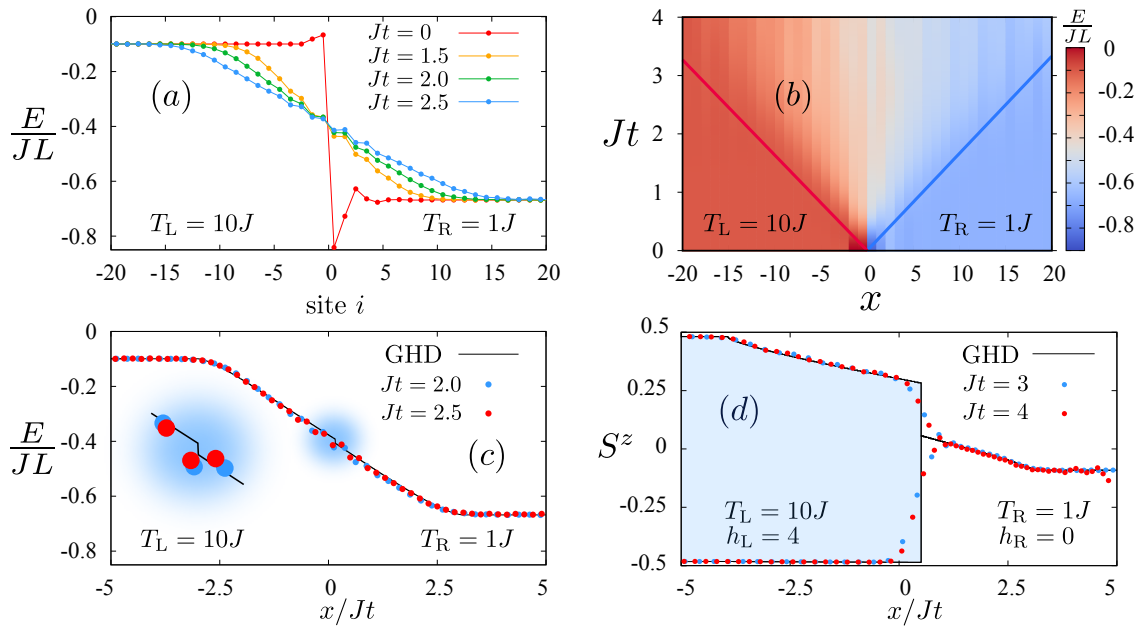 0
-0.2
-0.4
-0.6
-0.8
E/JL
(a)
Jt = 0
Jt = 1.5
Jt = 2.0
Jt = 2.5
T_L = 10J
T_R = 1J
-20 -15 -10 -5 0 5 10 15 20
site i
4
3
2
1
0
Jt
(b)
T_L = 10J
T_R = 1J
-20 -15 -10 -5 0 5 10 15 20
x
E/JL
0
-0.2
-0.4
-0.6
-0.8
0
-0.2
-0.4
-0.6
-0.8
E/JL
GHD
Jt = 2.0
Jt = 2.5
(c)
T_L = 10J
T_R = 1J
-5 -2.5 0 2.5 5
x/Jt
0.5
0.25
0
-0.25
-0.5
S^z
(d)
GHD
Jt = 3
Jt = 4
T_L = 10J
h_L = 4
T_R = 1J
h_R = 0
-5 -2.5 0 2.5 5
x/Jt